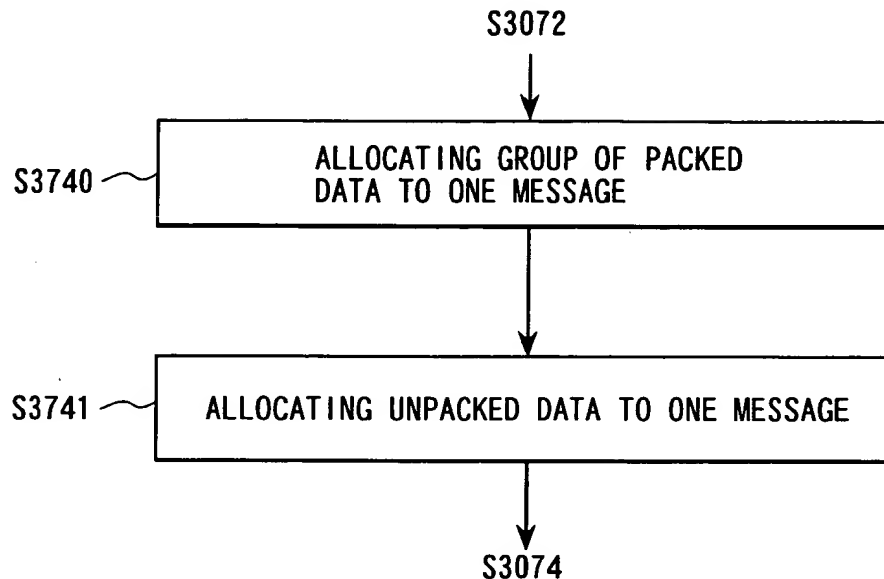 S3072
S3740
ALLOCATING GROUP OF PACKED
DATA TO ONE MESSAGE
S3741
ALLOCATING UNPACKED DATA TO ONE MESSAGE
S3074